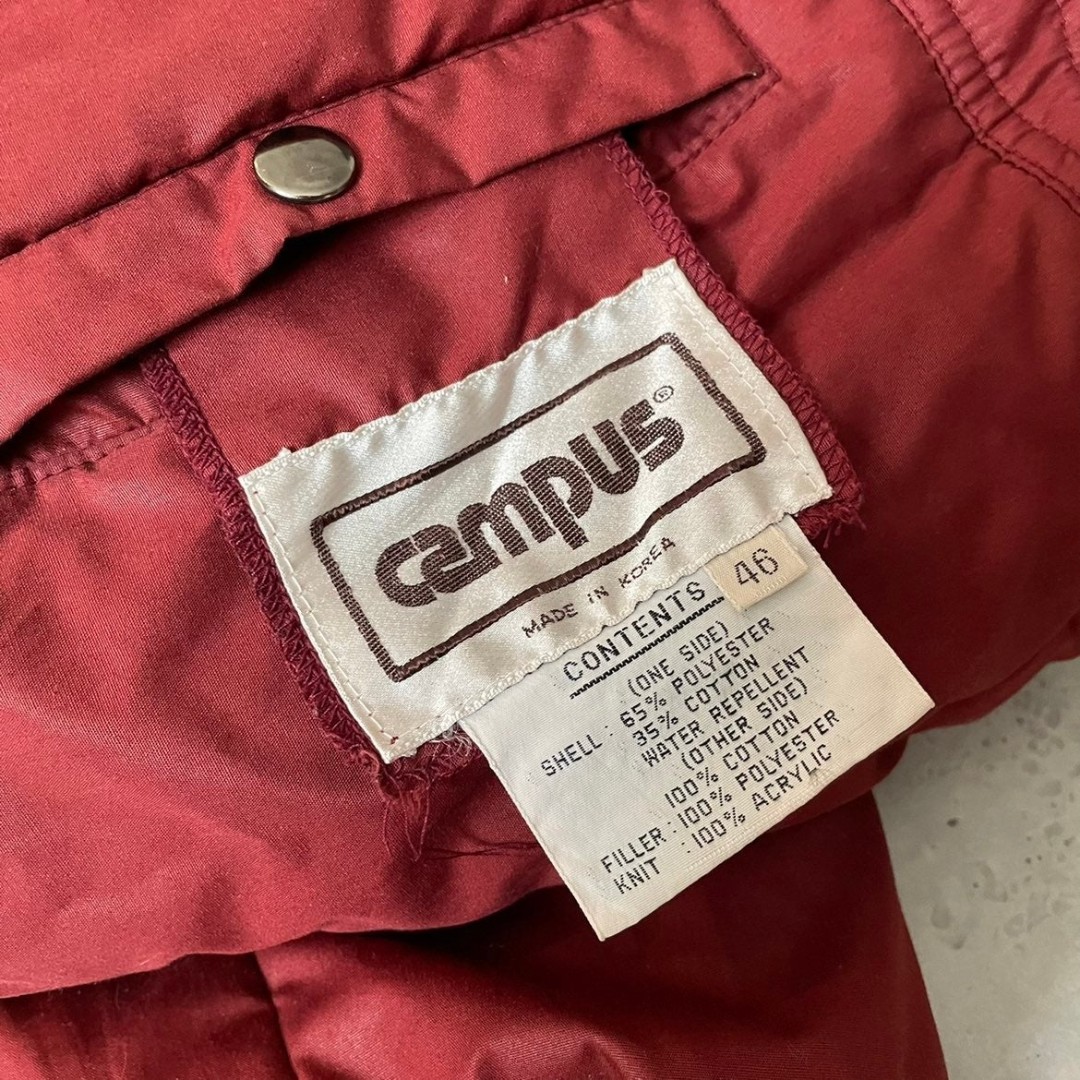 campus®
MADE IN KOREA
46
CONTENTS
(ONE SIDE)
SHELL : 65% POLYESTER
35% COTTON
WATER REPELLENT
(OTHER SIDE)
100% COTTON
FILLER : 100% POLYESTER
KNIT : 100% ACRYLIC